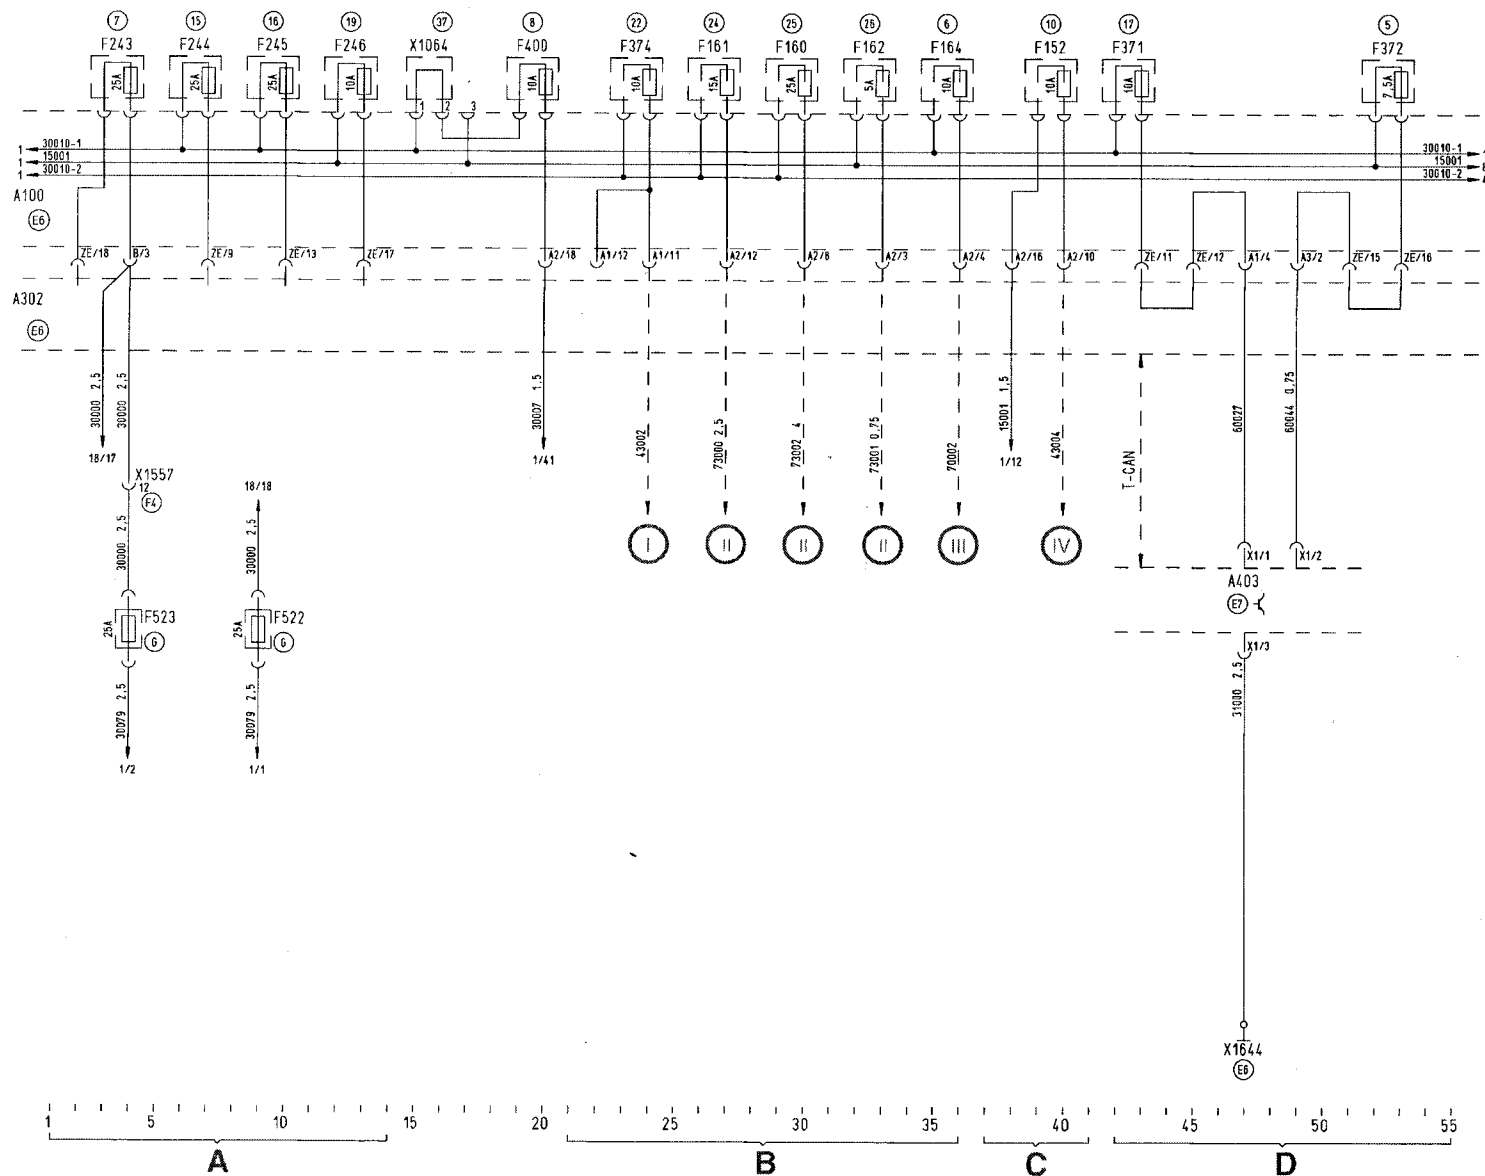 7 15 16 19 37 8 22 24 25 26 6 10 17 5
F243 F244 F245 F246 X1064 F400 F374 F161 F160 F162 F164 F152 F371 F372
25A 25A 25A 10A 10A 10A 15A 25A 5A 10A 10A 10A 7,5A
1 2 3
1 30010-1 30010-1
1 15001 15001
1 30010-2 30010-2
A100
E6
ZE/18 B/3 ZE/9 ZE/13 ZE/17 A2/18 A1/12 A1/11 A2/12 A2/6 A2/3 A2/4 A2/16 A2/10 ZE/11 ZE/12 A1/4 A3/2 ZE/15 ZE/16
A302
E6
30000 2,5 30000 2,5 30007 1,5 43002 73000 2,5 73002 4 73001 0,75 70002 15001 1,5 43004 T-CAN 60027 60044 0,75
18/17 1/41 1/12
X1557
12
F4
18/18
I II II II III IV
30000 2,5 30000 2,5
X1/1 X1/2
A403
E7
25A F523 25A F522
G G
X1/3
30079 2,5 30079 2,5 31000 2,5
1/2 1/1
X1644
E6
1 5 10 15 20 25 30 35 40 45 50 55
A B C D